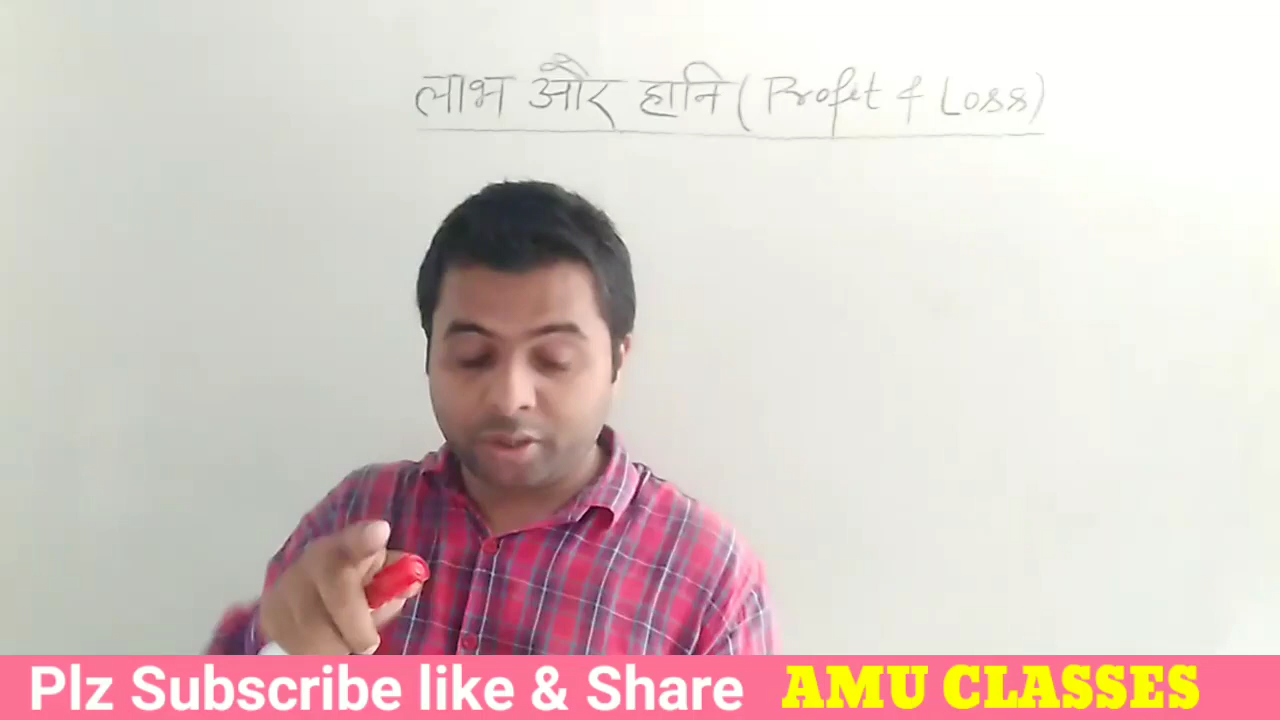 लाभ और हानि (Profit & Loss)
Plz Subscribe like & Share AMU CLASSES